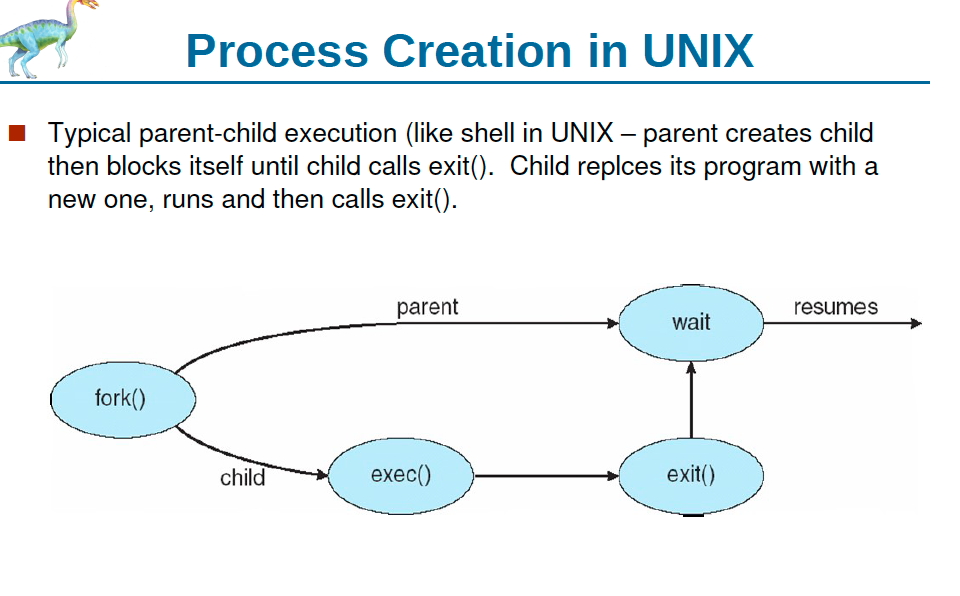 Process Creation in UNIX
Typical parent-child execution (like shell in UNIX – parent creates child
then blocks itself until child calls exit().  Child replces its program with a
new one, runs and then calls exit().
parent
resumes
wait
fork()
child
exec()
exit()